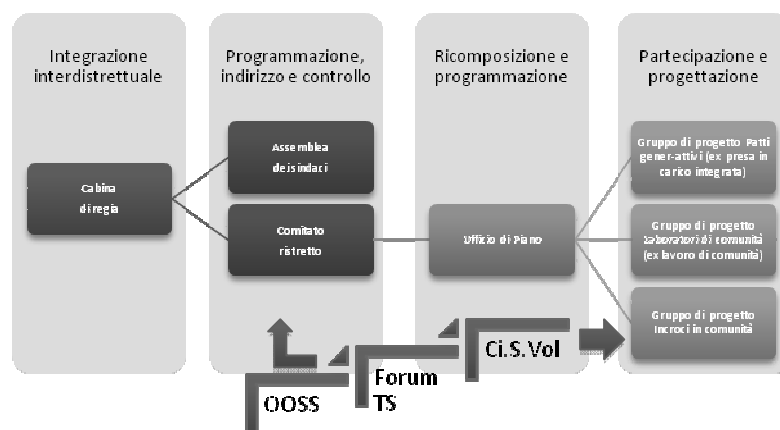 Integrazione
interdistrettuale
Programmazione,
indirizzo e controllo
Ricomposizione e
programmazione
Partecipazione e
progettazione
Cabina
di regia
Assemblea
dei sindaci
Comitato
ristretto
Ufficio di Piano
Gruppo di progetto Patti
gener-attivi (ex presa in
carico integrata)
Gruppo di progetto
Laboratori di comunità
(ex lavoro di comunità)
Gruppo di progetto
Incroci in comunità
OOSS
Forum
TS
Ci.S.Vol